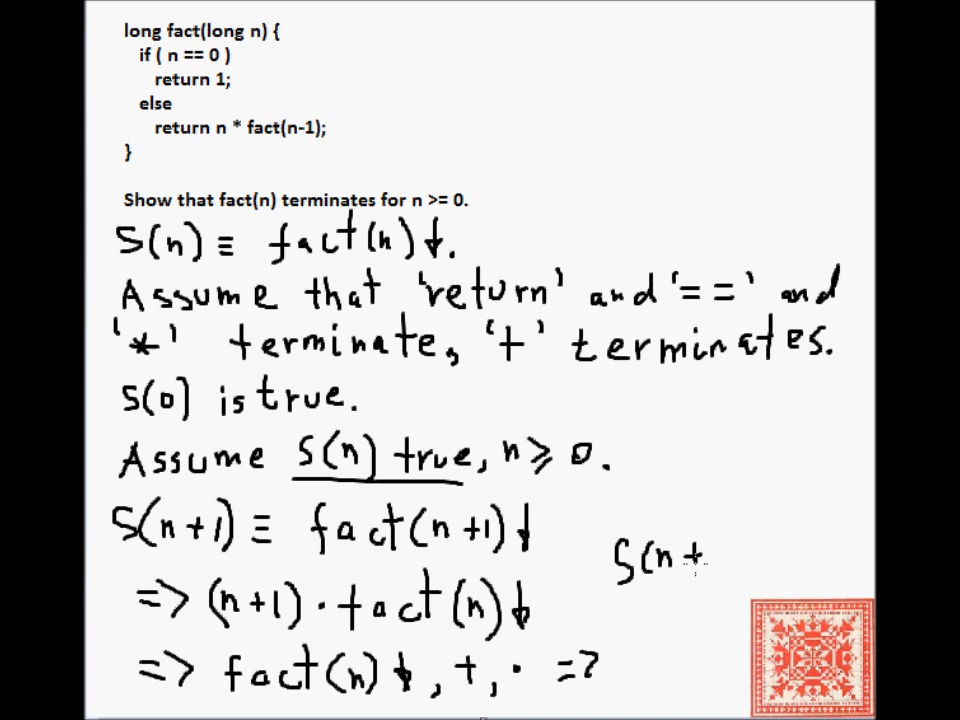 long fact(long n) {
if ( n == 0 )
return 1;
else
return n * fact(n-1);
}
Show that fact(n) terminates for n >= 0.
S(n) ≡ fact(n)↓.
Assume that 'return' and '==' and
'*' terminate, '+' terminates.
S(0) is true.
Assume S(n) true, n ≥ 0.
S(n+1) ≡ fact(n+1)↓
=> (n+1) · fact(n)↓
S(n +
=> fact(n)↓, +, · =>